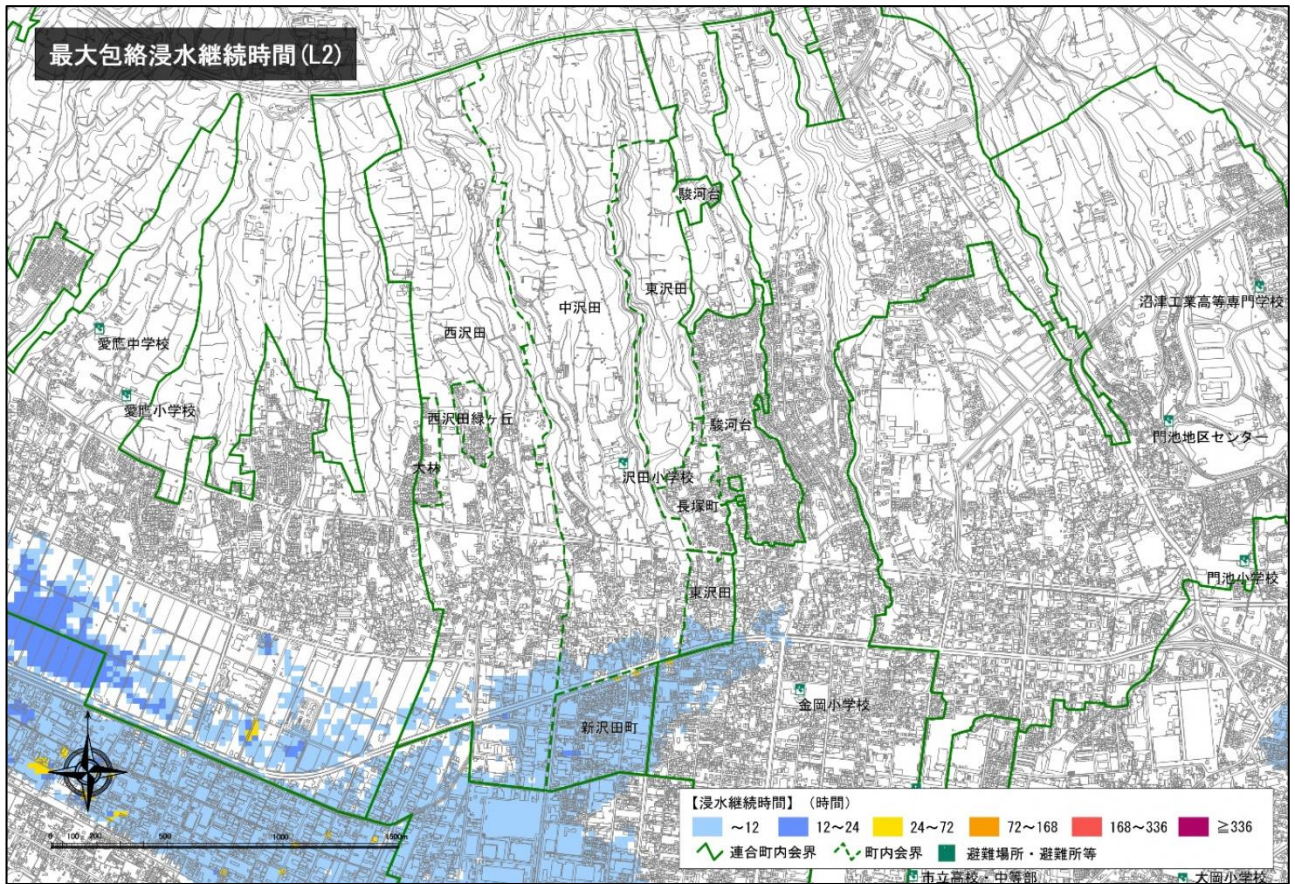 最大包絡浸水継続時間(L2)
駿河台
東沢田
中沢田
西沢田
沼津工業高等専門学校
愛鷹中学校
愛鷹小学校
西沢田緑ヶ丘
駿河台
門池地区センター
大林
沢田小学校
長塚町
門池小学校
東沢田
金岡小学校
新沢田町
0 100 200 500 1000 1500m
【浸水継続時間】 (時間)
～12 12～24 24～72 72～168 168～336 ≧336
連合町内会界 町内会界 避難場所・避難所等
市立高校・中等部 大岡小学校